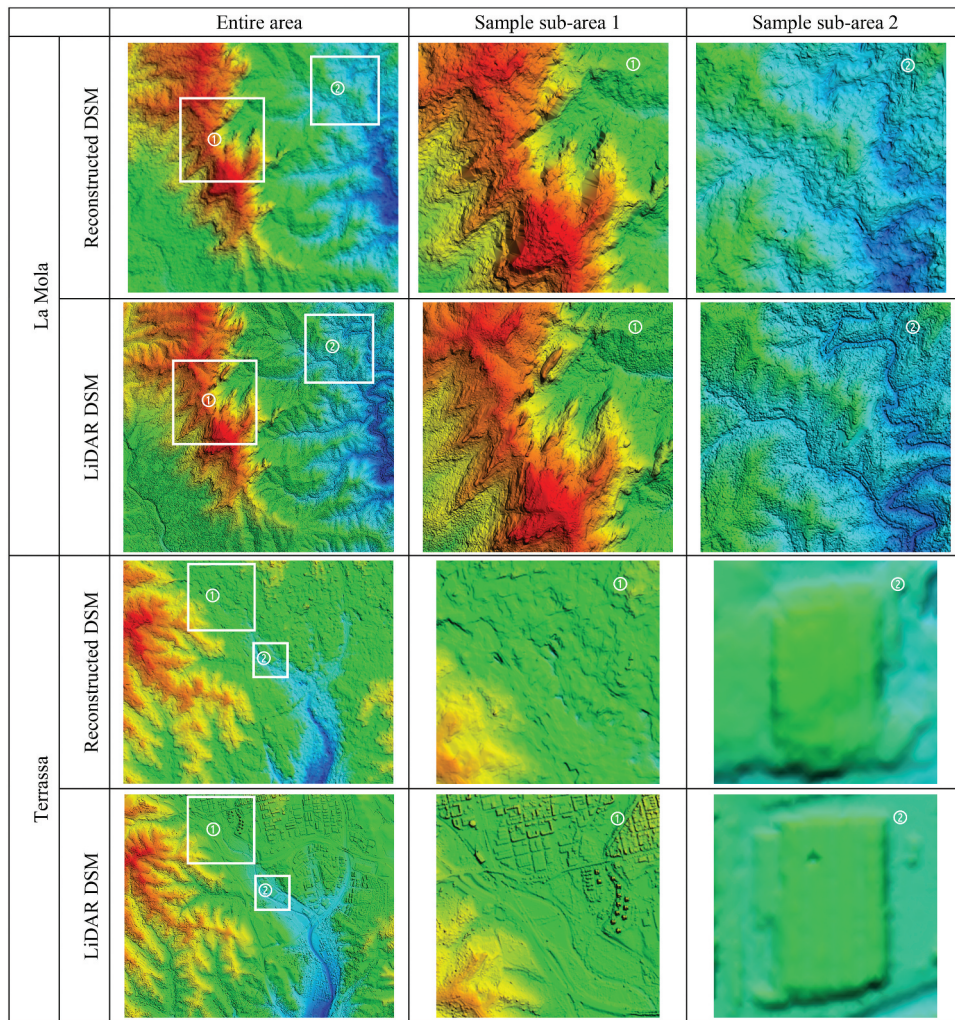 Entire area
Sample sub-area 1
Sample sub-area 2
La Mola
Reconstructed DSM
②
①
①
②
LiDAR DSM
②
①
①
②
Terrassa
Reconstructed DSM
①
②
①
②
LiDAR DSM
①
②
①
②